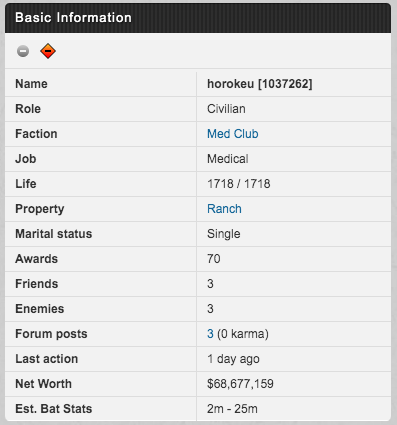 Basic Information
Name horokeu [1037262]
Role Civilian
Faction Med Club
Job Medical
Life 1718 / 1718
Property Ranch
Marital status Single
Awards 70
Friends 3
Enemies 3
Forum posts 3 (0 karma)
Last action 1 day ago
Net Worth $68,677,159
Est. Bat Stats 2m - 25m